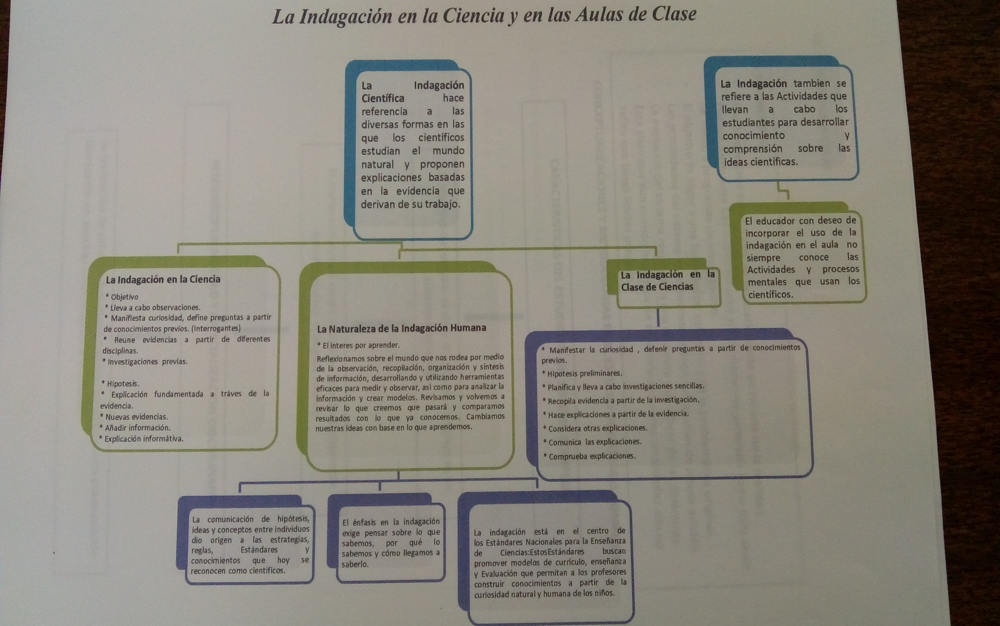 La Indagación en la Ciencia y en las Aulas de Clase
La Indagación
Científica hace
referencia a las
diversas formas en las
que los científicos
estudian el mundo
natural y proponen
explicaciones basadas
en la evidencia que
derivan de su trabajo.
La Indagación tambien se
refiere a las Actividades que
llevan a cabo los
estudiantes para desarrollar
conocimiento y
comprensión sobre las
ideas científicas.
El educador con deseo de
incorporar el uso de la
indagación en el aula no
siempre conoce las
Actividades y procesos
mentales que usan los
científicos.
La Indagación en la Ciencia
* Objetivo
* Lleva a cabo observaciones.
* Manifiesta curiosidad, define preguntas a partir
de conocimientos previos. (Interrogantes)
* Reune evidencias a partir de diferentes
disciplinas.
* Investigaciones previas.
* Hipotesis.
* Explicación fundamentada a tráves de la
evidencia.
* Nuevas evidencias.
* Añadir información.
* Explicación informátiva.
La Naturaleza de la Indagación Humana
* El interes por aprender.
Reflexionamos sobre el mundo que nos rodea por medio
de la observación, recopilación, organización y síntesis
de información, desarrollando y utilizando herramientas
eficaces para medir y observar, así como para analizar la
información y crear modelos. Revisamos y volvemos a
revisar lo que creemos que pasará y comparamos
resultados con lo que ya conocemos. Cambiamos
nuestras ideas con base en lo que aprendemos.
La Indagación en la
Clase de Ciencias
* Manifestar la curiosidad , defenir preguntas a partir de conocimientos
previos.
* Hipotesis preliminares.
* Planifica y lleva a cabo investigaciones sencillas.
* Recopila evidencia a partir de la investigación.
* Hace explicaciones a partir de la evidencia.
* Considera otras explicaciones.
* Comunica las explicaciones.
* Comprueba explicaciones.
La comunicación de hipótesis,
ideas y conceptos entre individuos
dio origen a las estrategias,
reglas, Estándares y
conocimientos que hoy se
reconocen como científicos.
El énfasis en la indagación
exige pensar sobre lo que
sabemos, por qué lo
sabemos y cómo llegamos a
saberlo.
La indagación está en el centro de
los Estándares Nacionales para la Enseñanza
de Ciencias:EstosEstándares buscan
promover modelos de currículo, enseñanza
y Evaluación que permitan a los profesores
construir conocimientos a partir de la
curiosidad natural y humana de los niños.